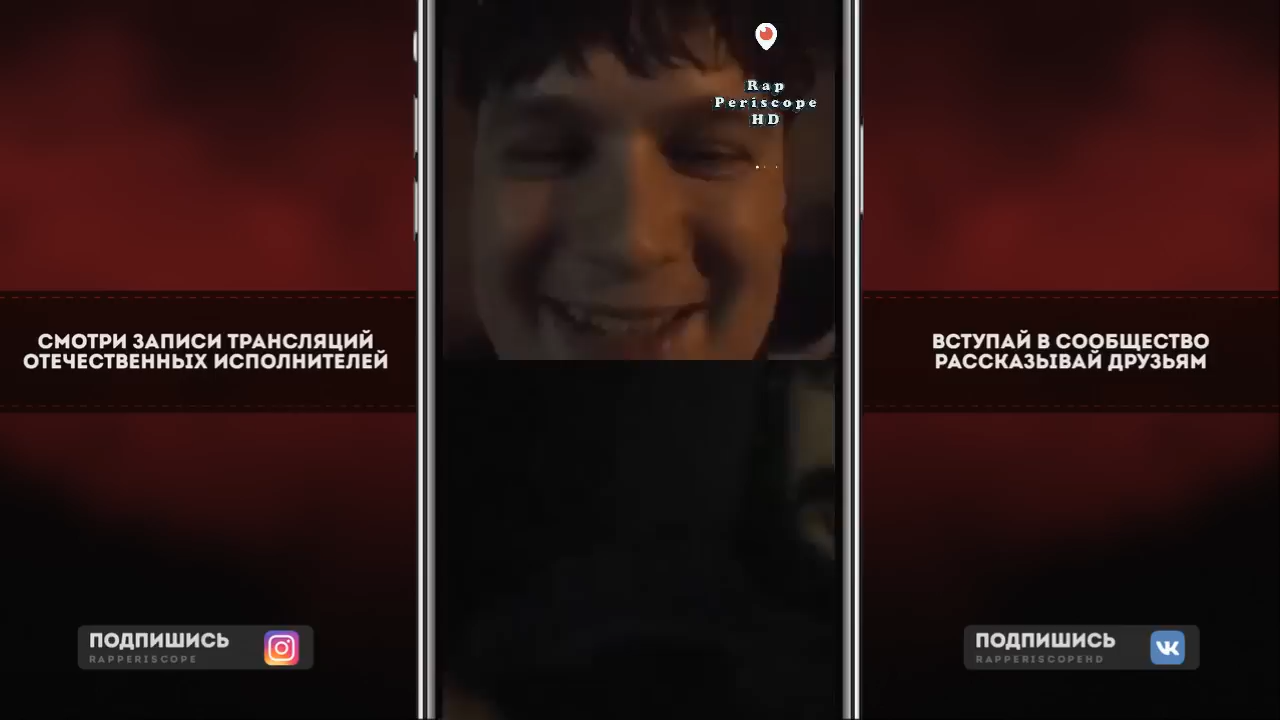 Rap
Periscope
HD
СМОТРИ ЗАПИСИ ТРАНСЛЯЦИЙ
ОТЕЧЕСТВЕННЫХ ИСПОЛНИТЕЛЕЙ
ВСТУПАЙ В СООБЩЕСТВО
РАССКАЗЫВАЙ ДРУЗЬЯМ
ПОДПИШИСЬ
RAPPERISCOPE
ПОДПИШИСЬ
RAPPERISCOPEHD